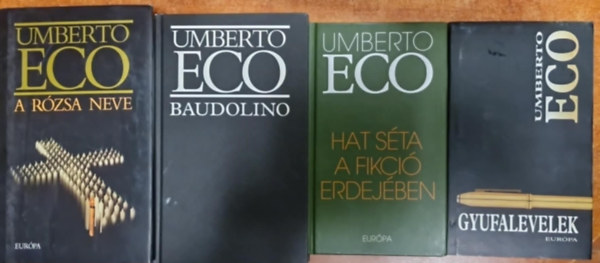 UMBERTO
ECO
A RÓZSA NEVE
EURÓPA
UMBERTO
ECO
BAUDOLINO
UMBERTO
ECO
HAT SÉTA
A FIKCIÓ
ERDEJÉBEN
EURÓPA
UMBERTO
ECO
GYUFALEVELEK
EURÓPA